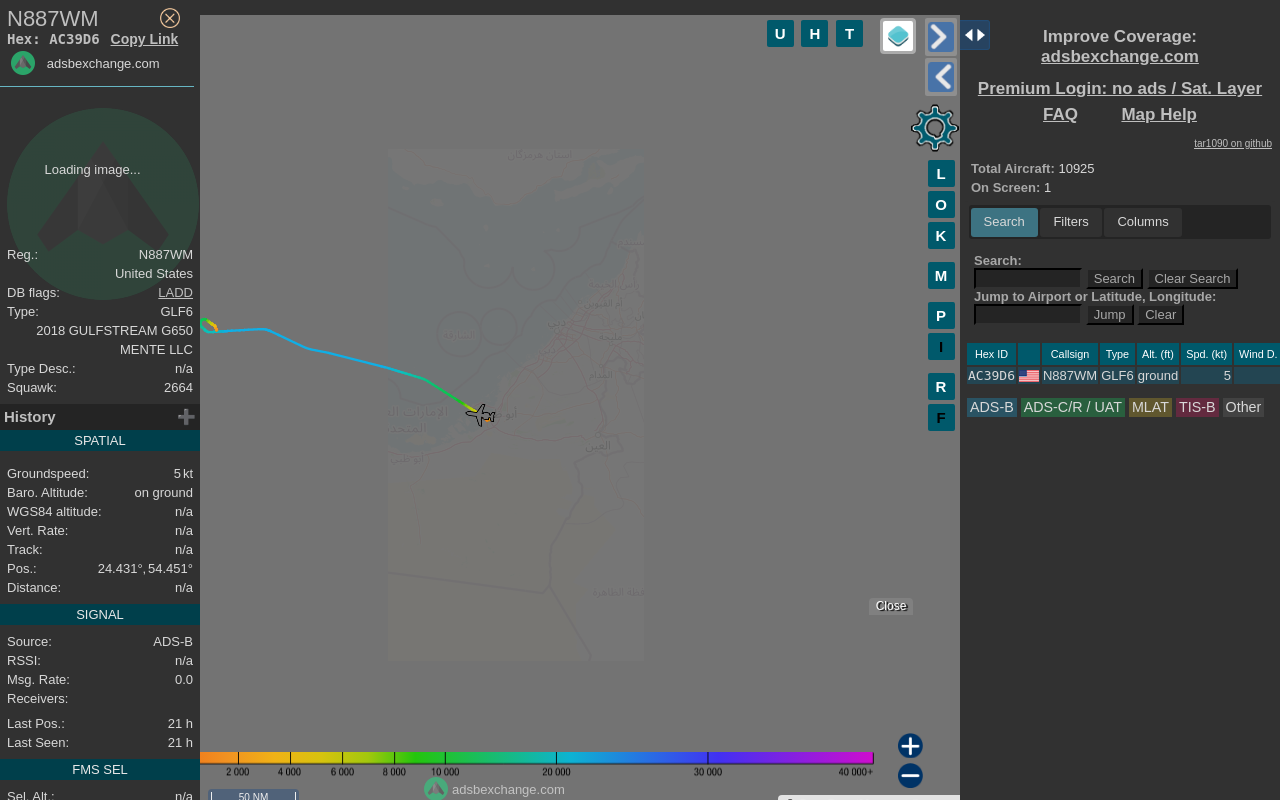 N887WM
Hex: AC39D6 Copy Link
adsbexchange.com
Loading image...
Reg.: N887WM
United States
DB flags: LADD
Type: GLF6
2018 GULFSTREAM G650
MENTE LLC
Type Desc.: n/a
Squawk: 2664
History
SPATIAL
Groundspeed: 5 kt
Baro. Altitude: on ground
WGS84 altitude: n/a
Vert. Rate: n/a
Track: n/a
Pos.: 24.431°, 54.451°
Distance: n/a
SIGNAL
Source: ADS-B
RSSI: n/a
Msg. Rate: 0.0
Receivers:
Last Pos.: 21 h
Last Seen: 21 h
FMS SEL
Sel. Alt.: n/a
U H T
L
O
K
M
P
I
R
F
العين
Close
2 000 4 000 6 000 8 000 10 000 20 000 30 000 40 000+
adsbexchange.com
50 NM
Improve Coverage:
adsbexchange.com
Premium Login: no ads / Sat. Layer
FAQ Map Help
tar1090 on github
Total Aircraft: 10925
On Screen: 1
Search Filters Columns
Search:
Search Clear Search
Jump to Airport or Latitude, Longitude:
Jump Clear
Hex ID Callsign Type Alt. (ft) Spd. (kt) Wind D.
AC39D6 N887WM GLF6 ground 5
ADS-B ADS-C/R / UAT MLAT TIS-B Other